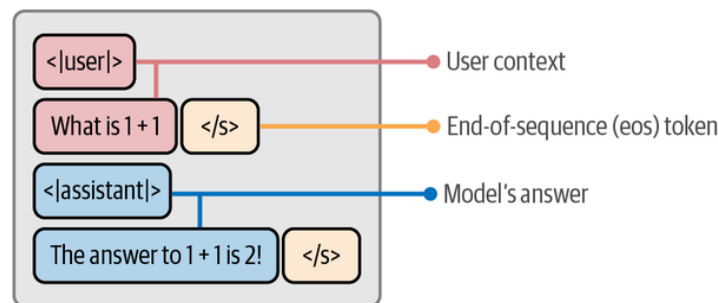 <|user|> User context
What is 1 + 1 </s> End-of-sequence (eos) token
<|assistant|> Model's answer
The answer to 1 + 1 is 2! </s>